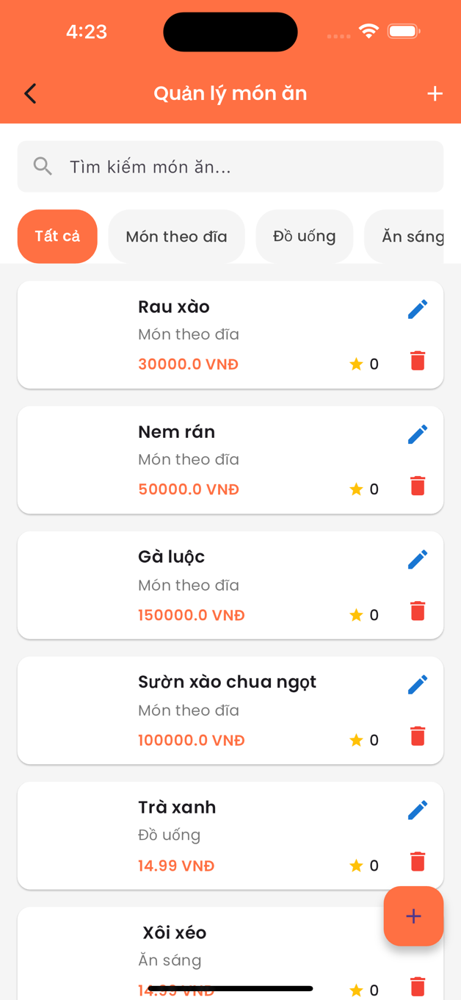 4:23
Quản lý món ăn
Tìm kiếm món ăn...
Tất cả
Món theo đĩa
Đồ uống
Ăn sáng
Rau xào
Món theo đĩa
30000.0 VNĐ
0
Nem rán
Món theo đĩa
50000.0 VNĐ
0
Gà luộc
Món theo đĩa
150000.0 VNĐ
0
Sườn xào chua ngọt
Món theo đĩa
100000.0 VNĐ
0
Trà xanh
Đồ uống
14.99 VNĐ
0
Xôi xéo
Ăn sáng
14.99 VNĐ
0